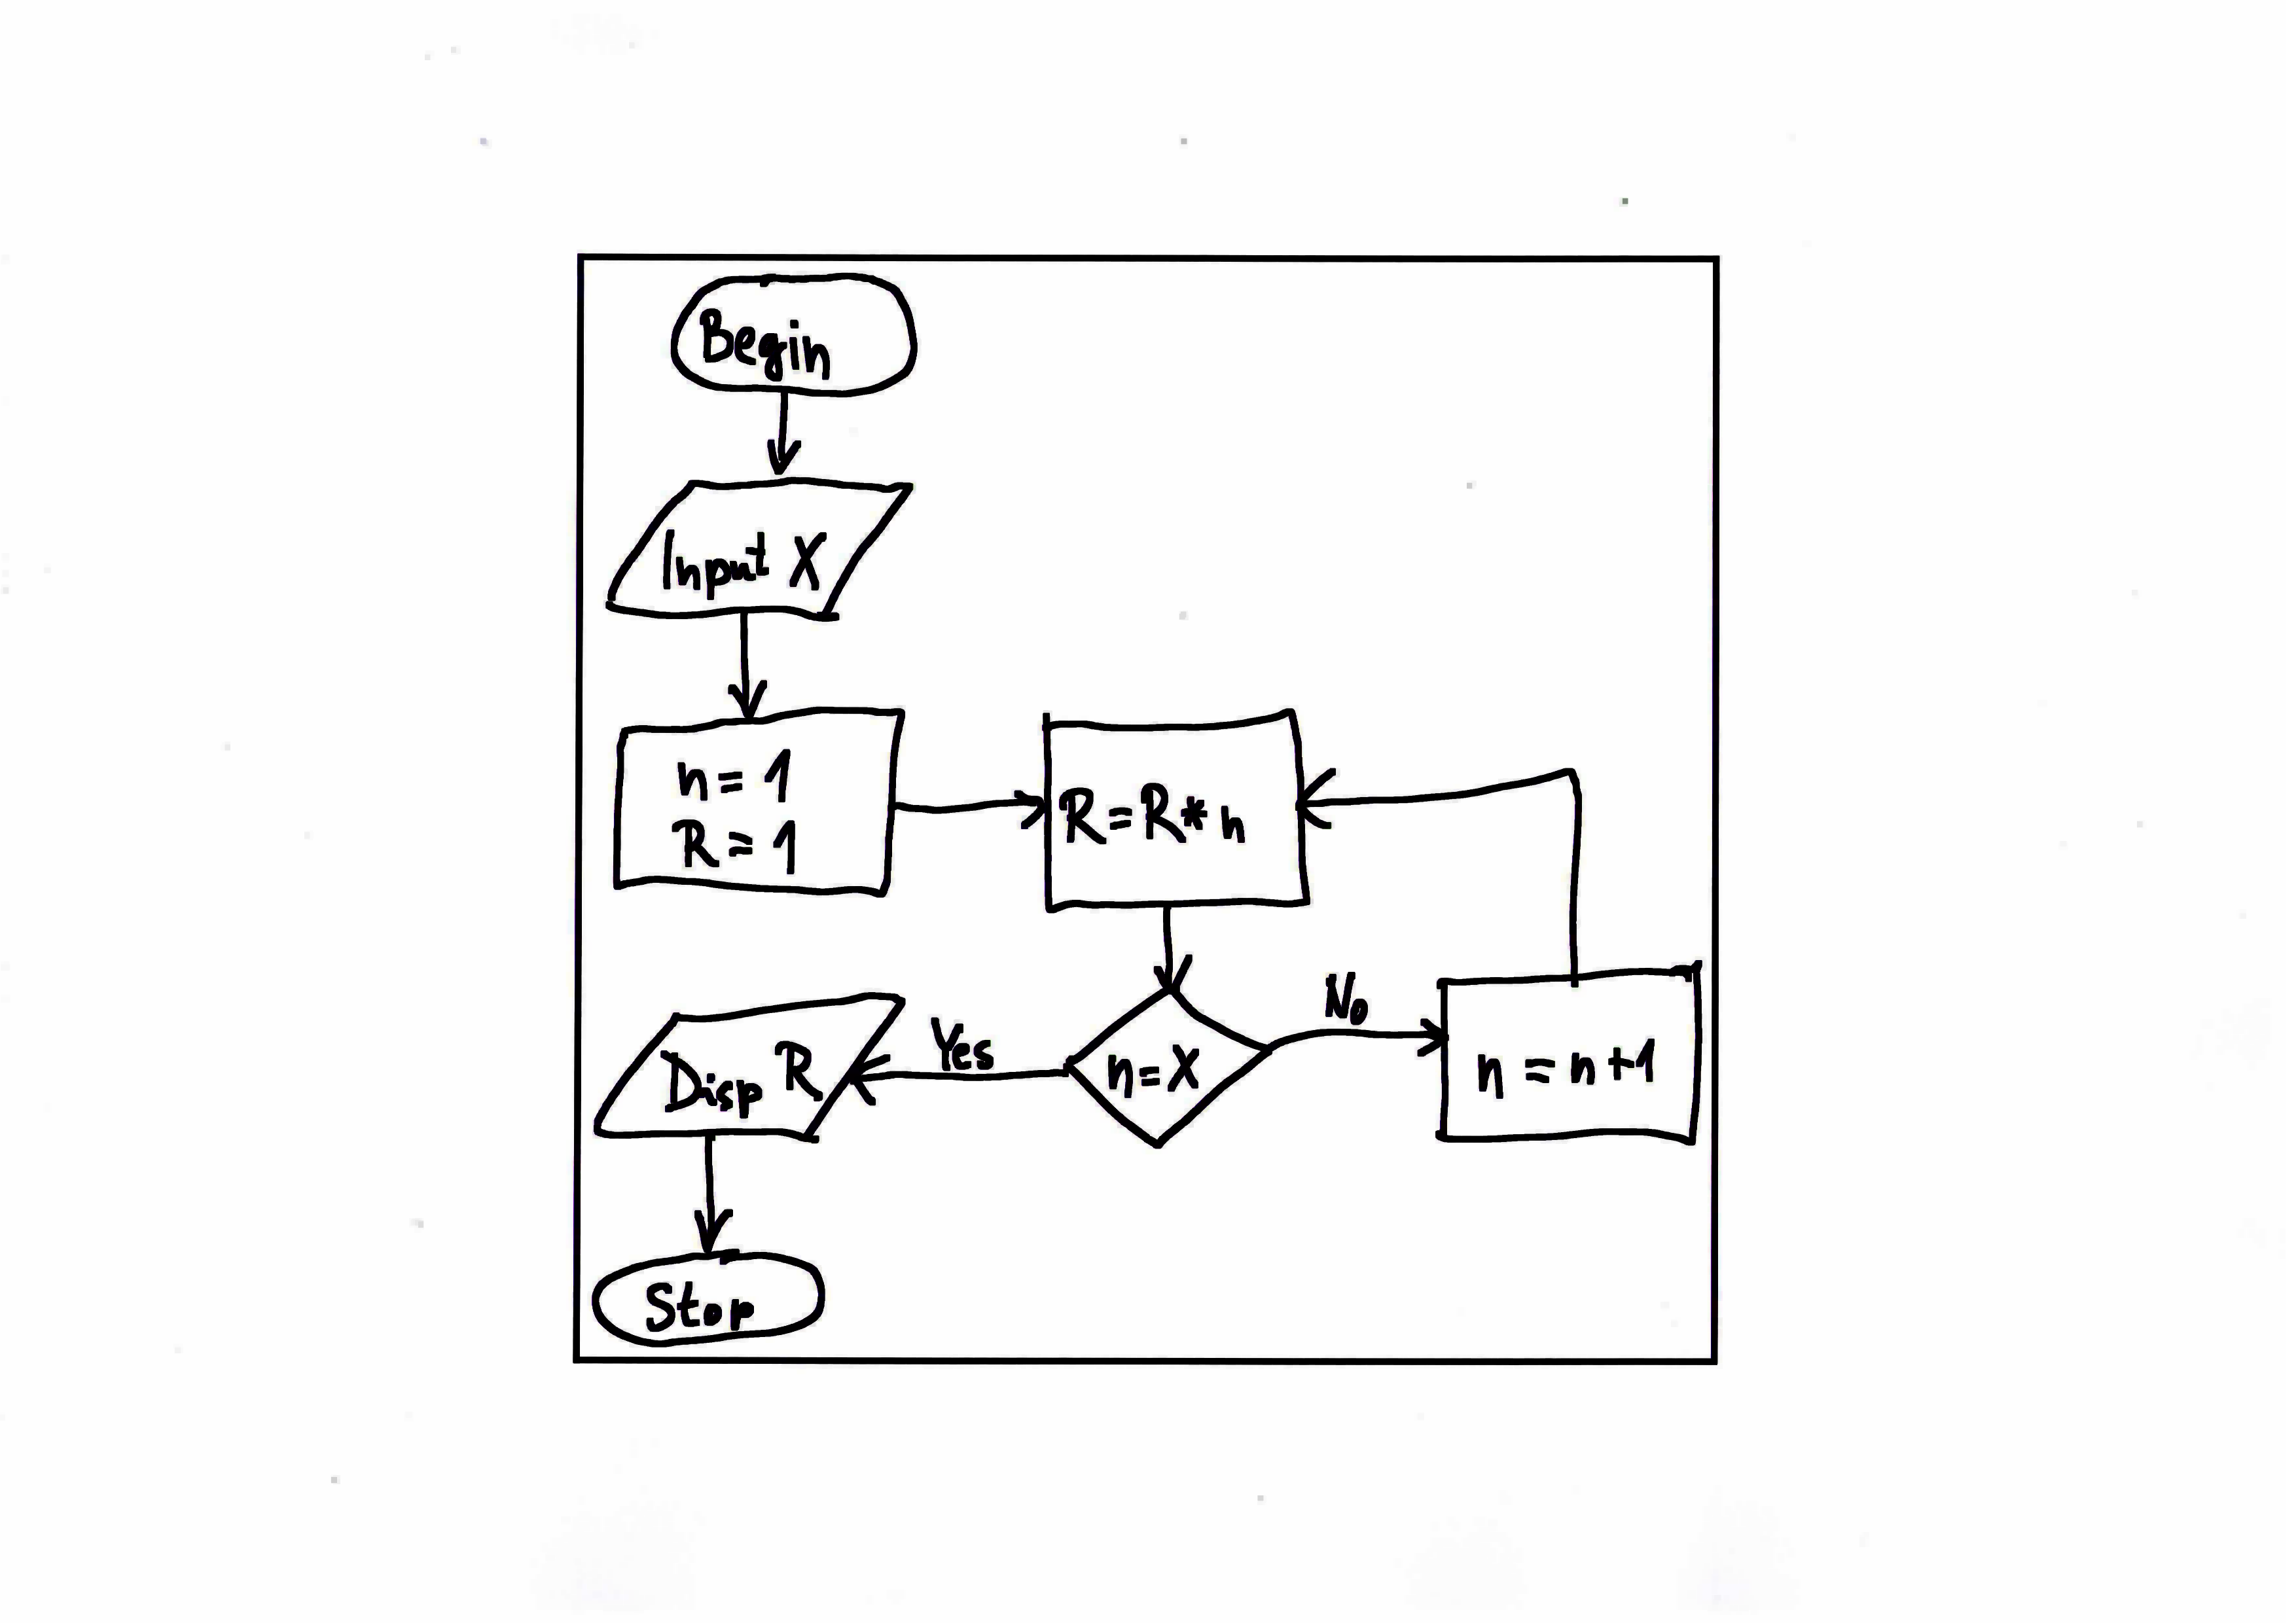 Begin
Input X
n = 1
R = 1
R=R*n
n=X
No
n = n+1
Yes
Disp R
Stop